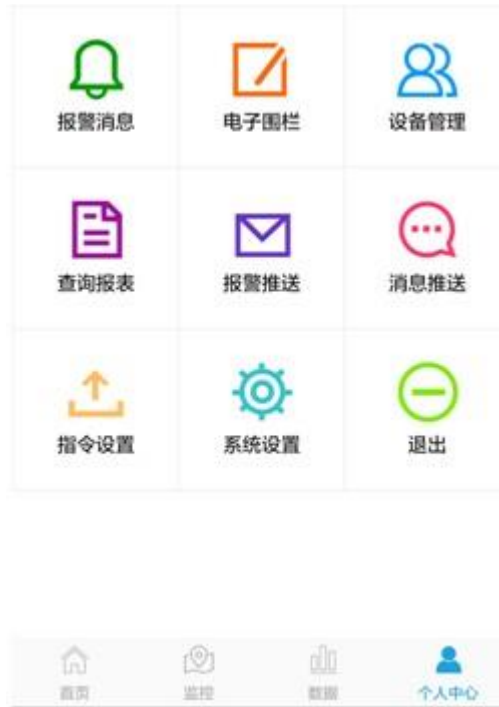 报警消息 电子围栏 设备管理
查询报表 报警推送 消息推送
指令设置 系统设置 退出
首页 监控 数据 个人中心